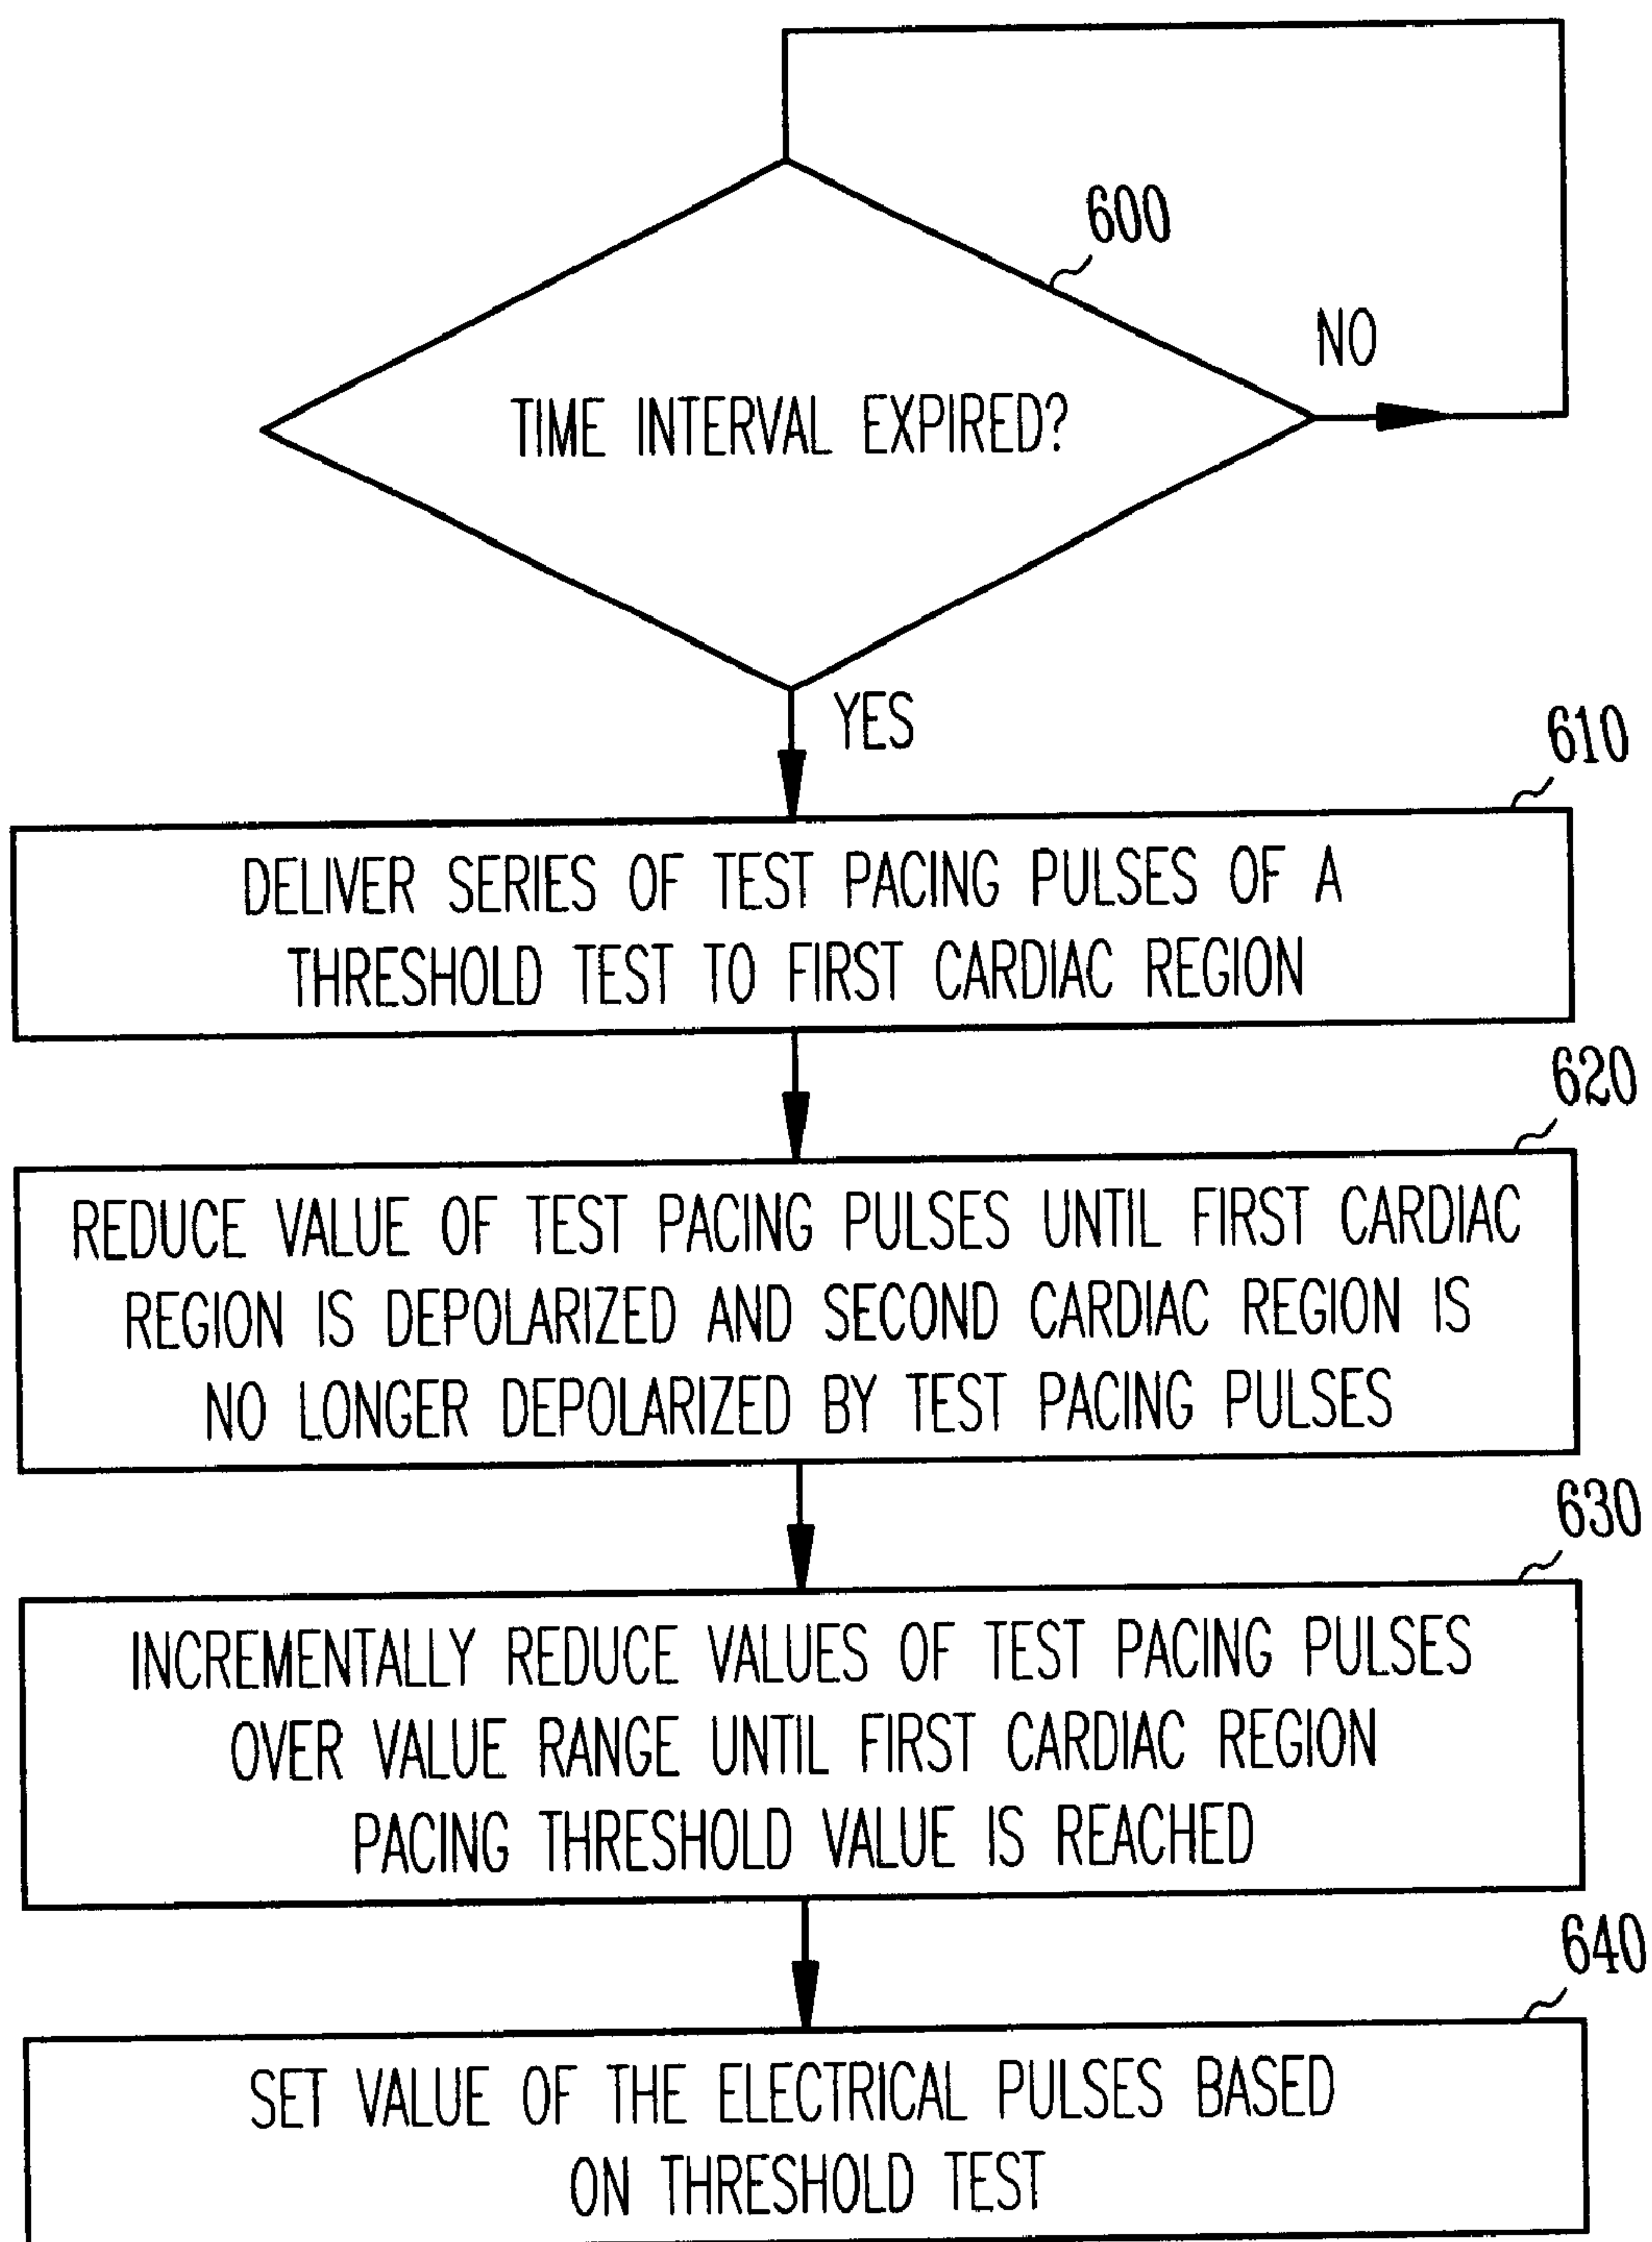 600
NO
TIME INTERVAL EXPIRED?
YES
610
DELIVER SERIES OF TEST PACING PULSES OF A
THRESHOLD TEST TO FIRST CARDIAC REGION
620
REDUCE VALUE OF TEST PACING PULSES UNTIL FIRST CARDIAC
REGION IS DEPOLARIZED AND SECOND CARDIAC REGION IS
NO LONGER DEPOLARIZED BY TEST PACING PULSES
630
INCREMENTALLY REDUCE VALUES OF TEST PACING PULSES
OVER VALUE RANGE UNTIL FIRST CARDIAC REGION
PACING THRESHOLD VALUE IS REACHED
640
SET VALUE OF THE ELECTRICAL PULSES BASED
ON THRESHOLD TEST